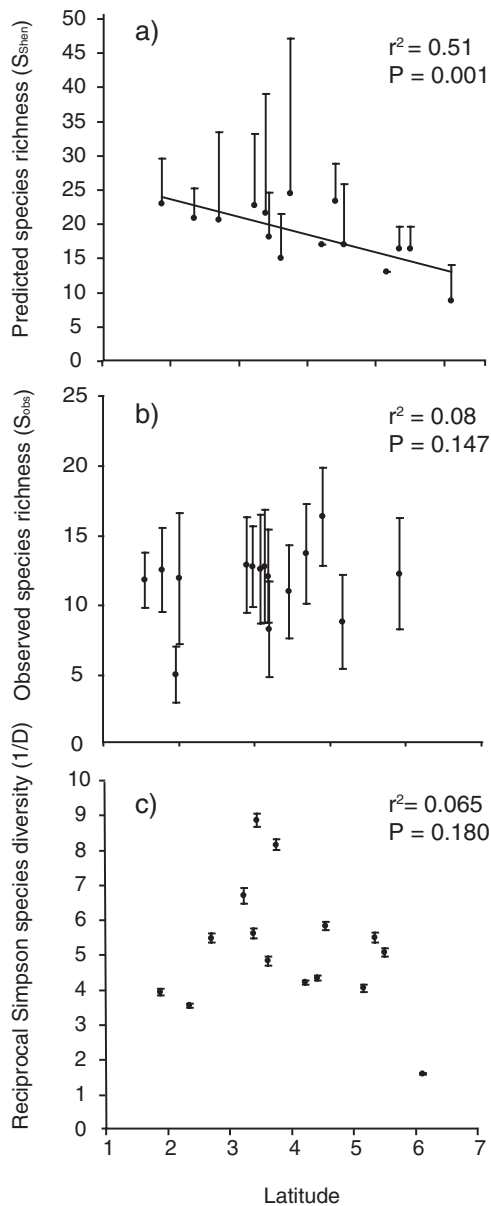 Predicted species richness (Sshen)
50
45
40
35
30
25
20
15
10
5
0
a)
r² = 0.51
P = 0.001
Observed species richness (Sobs)
25
20
15
10
5
0
b)
r² = 0.08
P = 0.147
Reciprocal Simpson species diversity (1/D)
10
9
8
7
6
5
4
3
2
1
0
c)
r²= 0.065
P = 0.180
1 2 3 4 5 6 7
Latitude